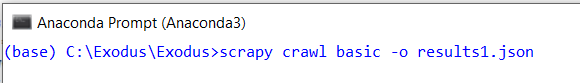 Anaconda Prompt (Anaconda3)
(base) C:\Exodus\Exodus>scrapy crawl basic -o results1.json